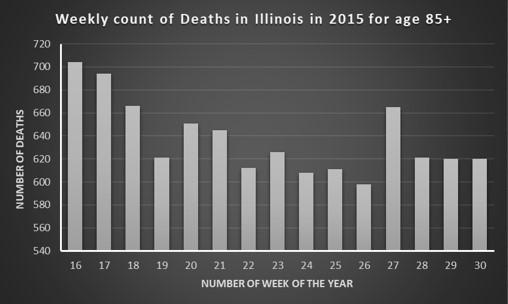 Weekly count of Deaths in Illinois in 2015 for age 85+
720
700
680
660
640
620
600
580
560
540
NUMBER OF DEATHS
16 17 18 19 20 21 22 23 24 25 26 27 28 29 30
NUMBER OF WEEK OF THE YEAR